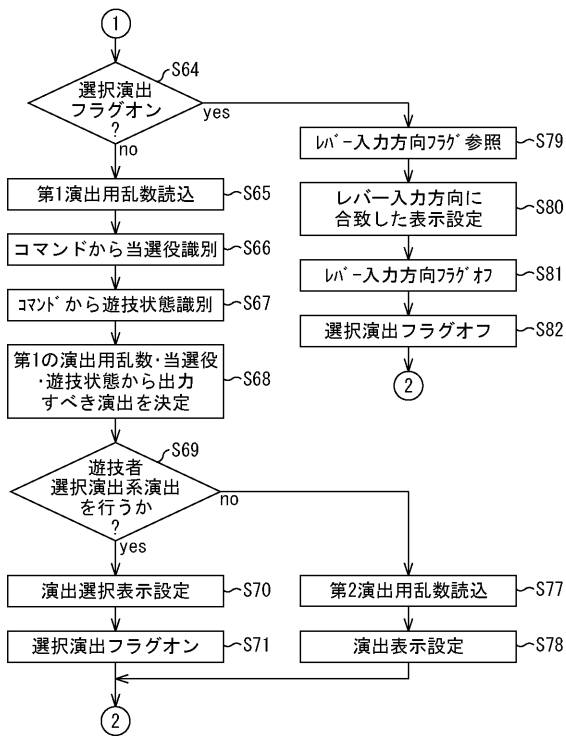 1
選択演出
フラグオン
?
S64
yes
no
第1演出用乱数読込
S65
コマンドから当選役識別
S66
ｺﾏﾝﾄﾞから遊技状態識別
S67
第1の演出用乱数・当選役
・遊技状態から出力
すべき演出を決定
S68
遊技者
選択演出系演出
を行うか
?
S69
no
yes
演出選択表示設定
S70
選択演出フラグオン
S71
2
ﾚﾊﾞｰ入力方向ﾌﾗｸﾞ参照
S79
レバー入力方向に
合致した表示設定
S80
ﾚﾊﾞｰ入力方向ﾌﾗｸﾞオフ
S81
選択演出フラグオフ
S82
2
第2演出用乱数読込
S77
演出表示設定
S78